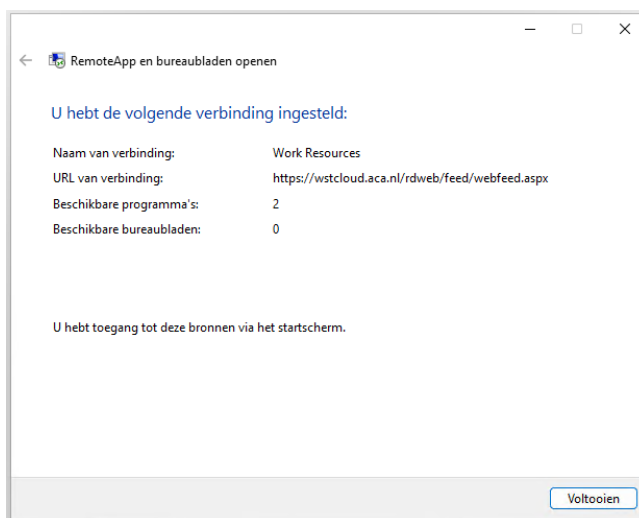 RemoteApp en bureaubladen openen
U hebt de volgende verbinding ingesteld:
Naam van verbinding: Work Resources
URL van verbinding: https://wstcloud.aca.nl/rdweb/feed/webfeed.aspx
Beschikbare programma's: 2
Beschikbare bureaubladen: 0
U hebt toegang tot deze bronnen via het startscherm.
Voltooien